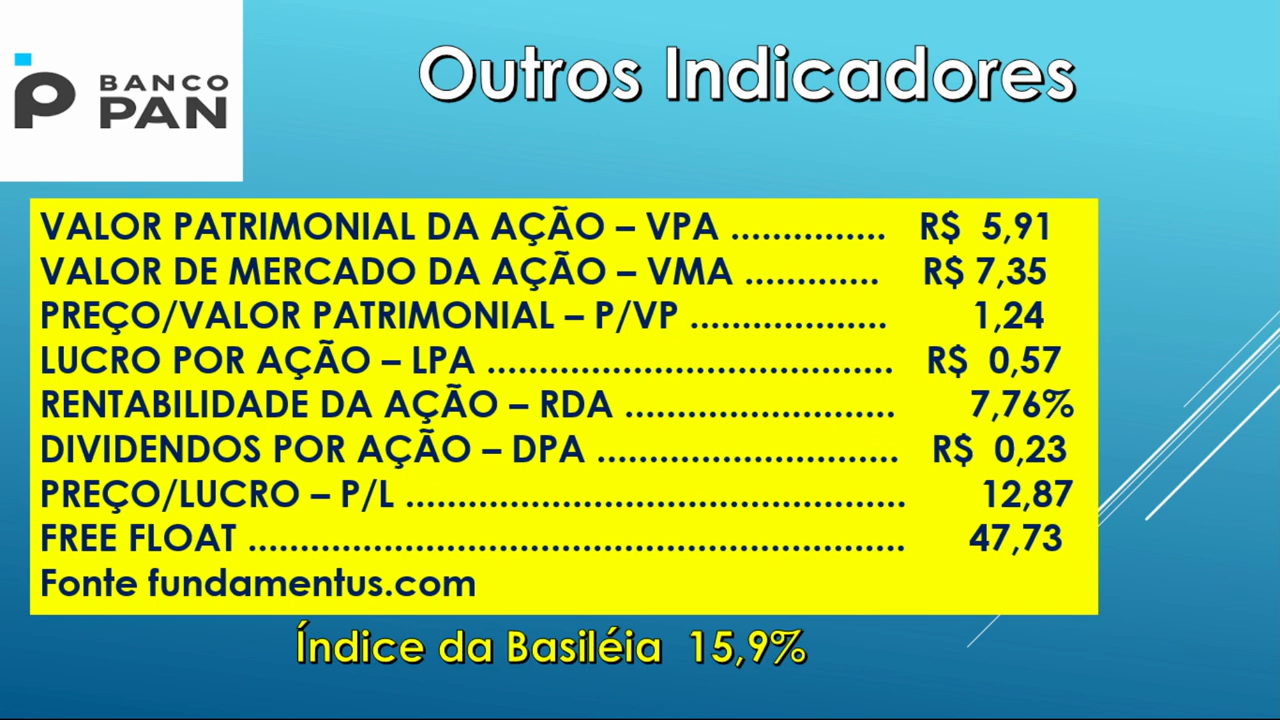 BANCO
PAN
Outros Indicadores
VALOR PATRIMONIAL DA AÇÃO – VPA ............... R$ 5,91
VALOR DE MERCADO DA AÇÃO – VMA ............. R$ 7,35
PREÇO/VALOR PATRIMONIAL – P/VP ................... 1,24
LUCRO POR AÇÃO – LPA ....................................... R$ 0,57
RENTABILIDADE DA AÇÃO – RDA .......................... 7,76%
DIVIDENDOS POR AÇÃO – DPA ............................. R$ 0,23
PREÇO/LUCRO – P/L ................................................ 12,87
FREE FLOAT ............................................................... 47,73
Fonte fundamentus.com
Índice da Basiléia 15,9%